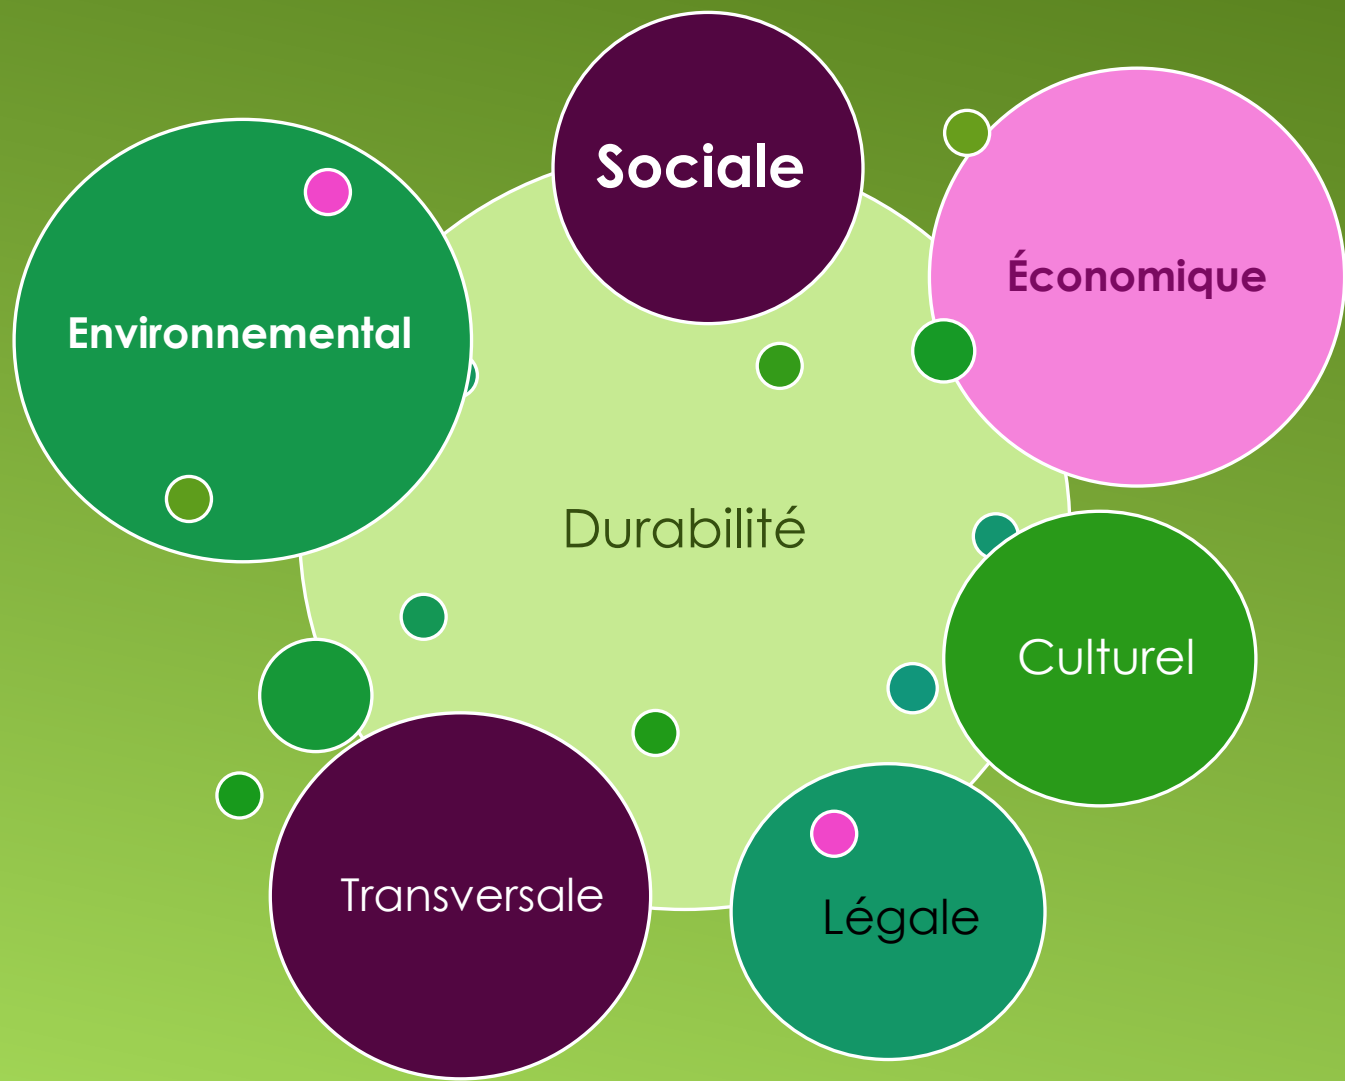 Sociale
Économique
Environnemental
Durabilité
Culturel
Transversale
Légale